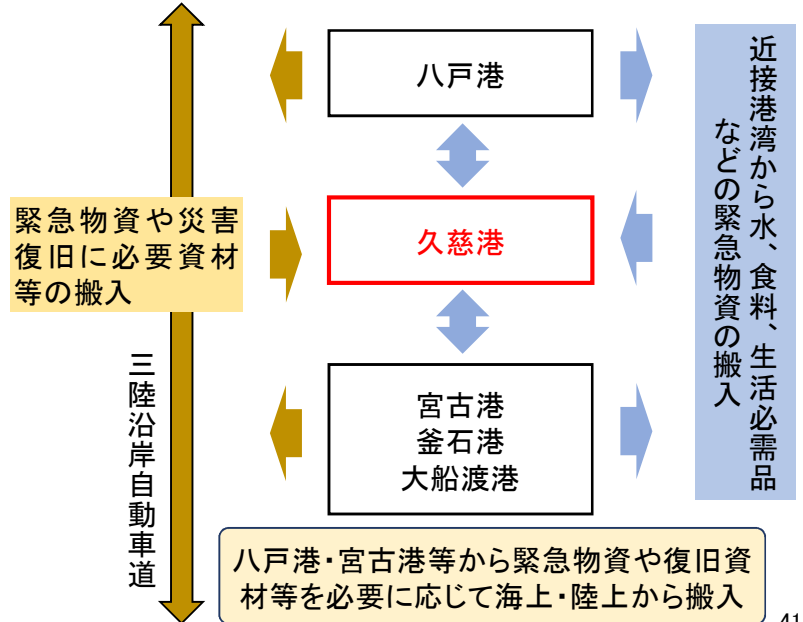 八戸港
近接港湾から水、食料、生活必需品
などの緊急物資の搬入
緊急物資や災害
復旧に必要資材
等の搬入
久慈港
三陸沿岸自動車道
宮古港
釜石港
大船渡港
八戸港・宮古港等から緊急物資や復旧資
材等を必要に応じて海上・陸上から搬入
41